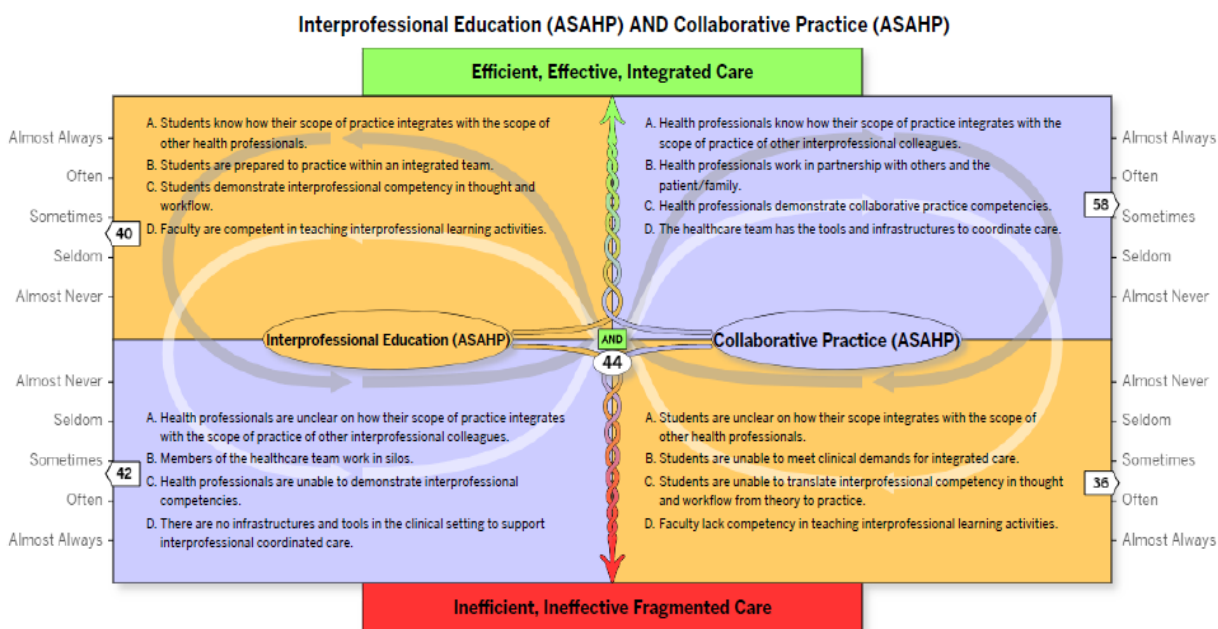 Interprofessional Education (ASAHP) AND Collaborative Practice (ASAHP)
Efficient, Effective, Integrated Care
Almost Always
Often
Sometimes
40
Seldom
Almost Never
A. Students know how their scope of practice integrates with the scope of
other health professionals.
B. Students are prepared to practice within an integrated team.
C. Students demonstrate interprofessional competency in thought and
workflow.
D. Faculty are competent in teaching interprofessional learning activities.
A. Health professionals know how their scope of practice integrates with the
scope of practice of other interprofessional colleagues.
B. Health professionals work in partnership with others and the
patient/family.
C. Health professionals demonstrate collaborative practice competencies.
D. The healthcare team has the tools and infrastructures to coordinate care.
Almost Always
Often
58
Sometimes
Seldom
Almost Never
Interprofessional Education (ASAHP)
AND
44
Collaborative Practice (ASAHP)
Almost Never
Seldom
Sometimes
42
Often
Almost Always
A. Health professionals are unclear on how their scope of practice integrates
with the scope of practice of other interprofessional colleagues.
B. Members of the healthcare team work in silos.
C. Health professionals are unable to demonstrate interprofessional
competencies.
D. There are no infrastructures and tools in the clinical setting to support
interprofessional coordinated care.
A. Students are unclear on how their scope integrates with the scope of
other health professionals.
B. Students are unable to meet clinical demands for integrated care.
C. Students are unable to translate interprofessional competency in thought
and workflow from theory to practice.
D. Faculty lack competency in teaching interprofessional learning activities.
Almost Never
Seldom
Sometimes
36
Often
Almost Always
Inefficient, Ineffective Fragmented Care